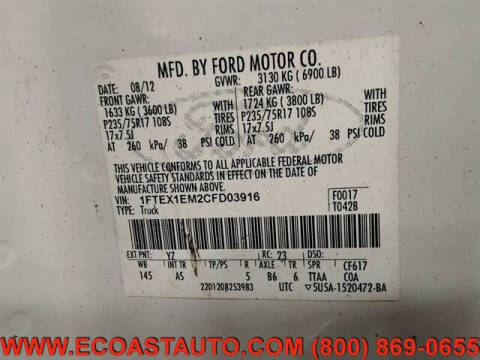 MFD. BY FORD MOTOR CO.
DATE: 08/12 GVWR: 3130 KG (6900 LB)
FRONT GAWR: REAR GAWR:
1633 KG (3600 LB) WITH 1724 KG (3800 LB) WITH
P235/75R17 108S TIRES P235/75R17 108S TIRES
17x7.5J RIMS 17x7.5J RIMS
AT 260 kPa/ 38 PSI COLD AT 260 kPa/ 38 PSI COLD
THIS VEHICLE CONFORMS TO ALL APPLICABLE FEDERAL MOTOR
VEHICLE SAFETY STANDARDS IN EFFECT ON THE DATE OF
MANUFACTURE SHOWN ABOVE.
VIN: 1FTEX1EM2CFD03916 F0017
TYPE: Truck T0428
EXT PNT: YZ RC: 23 DSO:
WB INT TR TP/PS R AXLE TR SPR CF617
145 AS 5 B6 6 TTAA COA
2201208253983 UTC 5U5A-1520472-BA
WWW.ECOASTAUTO.COM (800) 869-0655